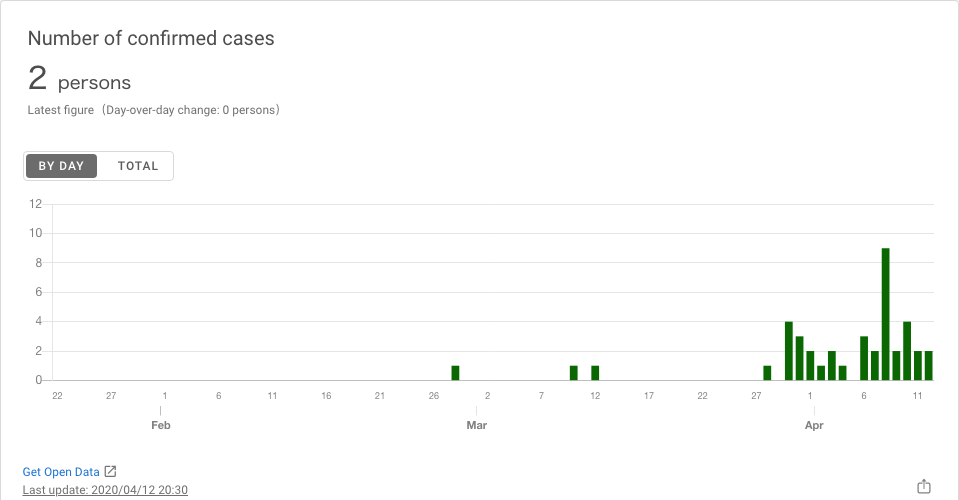 Number of confirmed cases
2 persons
Latest figure (Day-over-day change: 0 persons)
BY DAY TOTAL
12
10
8
6
4
2
0
22 27 1 6 11 16 21 26 2 7 12 17 22 27 1 6 11
Feb Mar Apr
Get Open Data
Last update: 2020/04/12 20:30